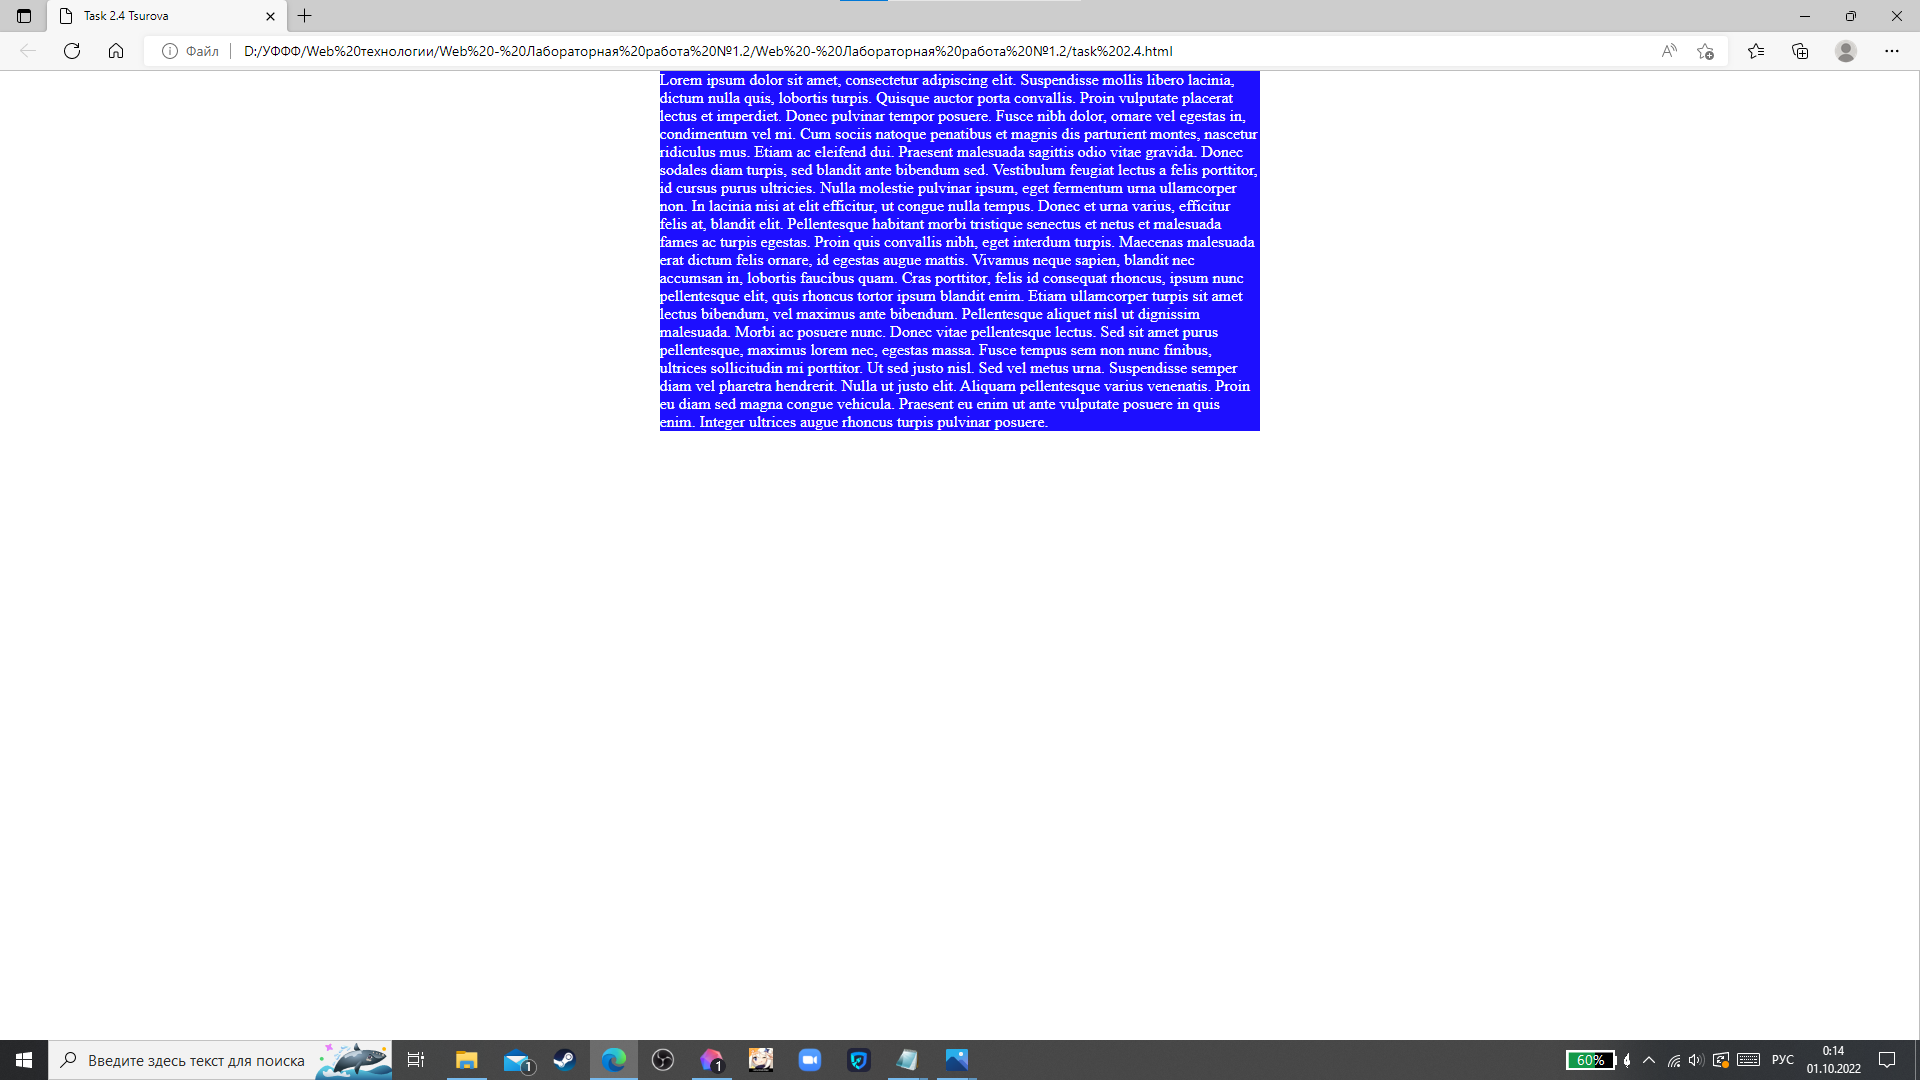 Task 2.4 Tsurova
Файл
D:/УФФФ/Web%20технологии/Web%20-%20Лабораторная%20работа%20№1.2/Web%20-%20Лабораторная%20работа%20№1.2/task%202.4.html
Lorem ipsum dolor sit amet, consectetur adipiscing elit. Suspendisse mollis libero lacinia,
dictum nulla quis, lobortis turpis. Quisque auctor porta convallis. Proin vulputate placerat
lectus et imperdiet. Donec pulvinar tempor posuere. Fusce nibh dolor, ornare vel egestas in,
condimentum vel mi. Cum sociis natoque penatibus et magnis dis parturient montes, nascetur
ridiculus mus. Etiam ac eleifend dui. Praesent malesuada sagittis odio vitae gravida. Donec
sodales diam turpis, sed blandit ante bibendum sed. Vestibulum feugiat lectus a felis porttitor,
id cursus purus ultricies. Nulla molestie pulvinar ipsum, eget fermentum urna ullamcorper
non. In lacinia nisi at elit efficitur, ut congue nulla tempus. Donec et urna varius, efficitur
felis at, blandit elit. Pellentesque habitant morbi tristique senectus et netus et malesuada
fames ac turpis egestas. Proin quis convallis nibh, eget interdum turpis. Maecenas malesuada
erat dictum felis ornare, id egestas augue mattis. Vivamus neque sapien, blandit nec
accumsan in, lobortis faucibus quam. Cras porttitor, felis id consequat rhoncus, ipsum nunc
pellentesque elit, quis rhoncus tortor ipsum blandit enim. Etiam ullamcorper turpis sit amet
lectus bibendum, vel maximus ante bibendum. Pellentesque aliquet nisl ut dignissim
malesuada. Morbi ac posuere nunc. Donec vitae pellentesque lectus. Sed sit amet purus
pellentesque, maximus lorem nec, egestas massa. Fusce tempus sem non nunc finibus,
ultrices sollicitudin mi porttitor. Ut sed justo nisl. Sed vel metus urna. Suspendisse semper
diam vel pharetra hendrerit. Nulla ut justo elit. Aliquam pellentesque varius venenatis. Proin
eu diam sed magna congue vehicula. Praesent eu enim ut ante vulputate posuere in quis
enim. Integer ultrices augue rhoncus turpis pulvinar posuere.
Введите здесь текст для поиска
1
1
60%
РУС
0:14
01.10.2022